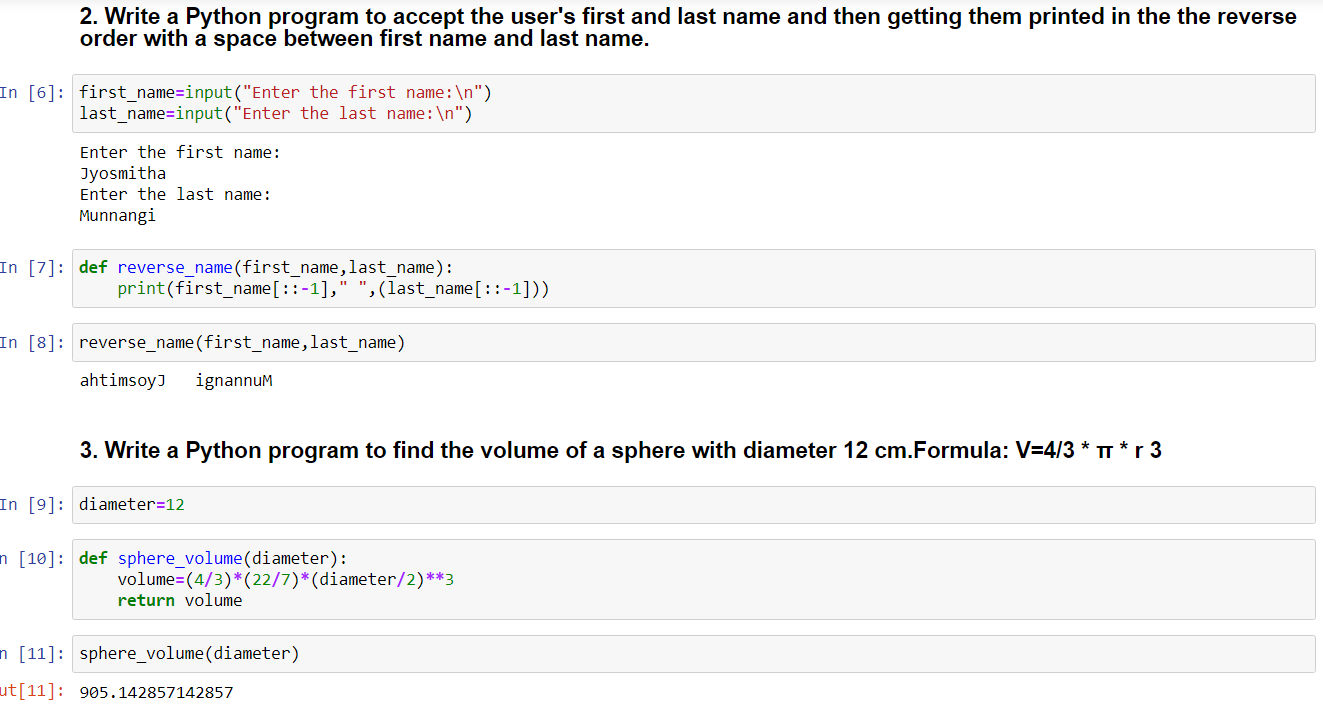 2. Write a Python program to accept the user's first and last name and then getting them printed in the the reverse
order with a space between first name and last name.
In [6]: first_name=input("Enter the first name:\n")
last_name=input("Enter the last name:\n")
Enter the first name:
Jyosmitha
Enter the last name:
Munnangi
In [7]: def reverse_name(first_name,last_name):
print(first_name[::-1]," ",(last_name[::-1]))
In [8]: reverse_name(first_name,last_name)
ahtimsoyJ   ignannuM
3. Write a Python program to find the volume of a sphere with diameter 12 cm.Formula: V=4/3 * π * r 3
In [9]: diameter=12
n [10]: def sphere_volume(diameter):
volume=(4/3)*(22/7)*(diameter/2)**3
return volume
n [11]: sphere_volume(diameter)
ut[11]: 905.142857142857